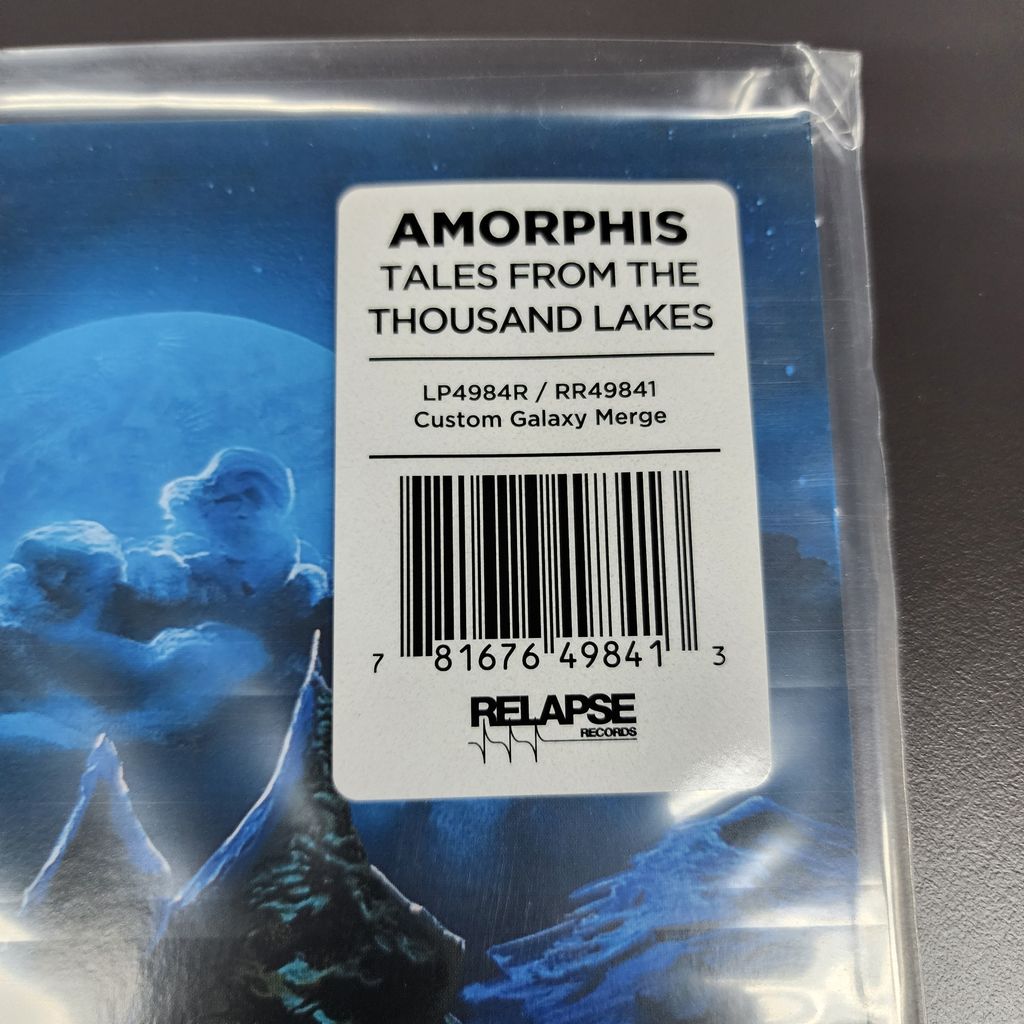 AMORPHIS
TALES FROM THE
THOUSAND LAKES
LP4984R / RR49841
Custom Galaxy Merge
7 81676 49841 3
RELAPSE
RECORDS